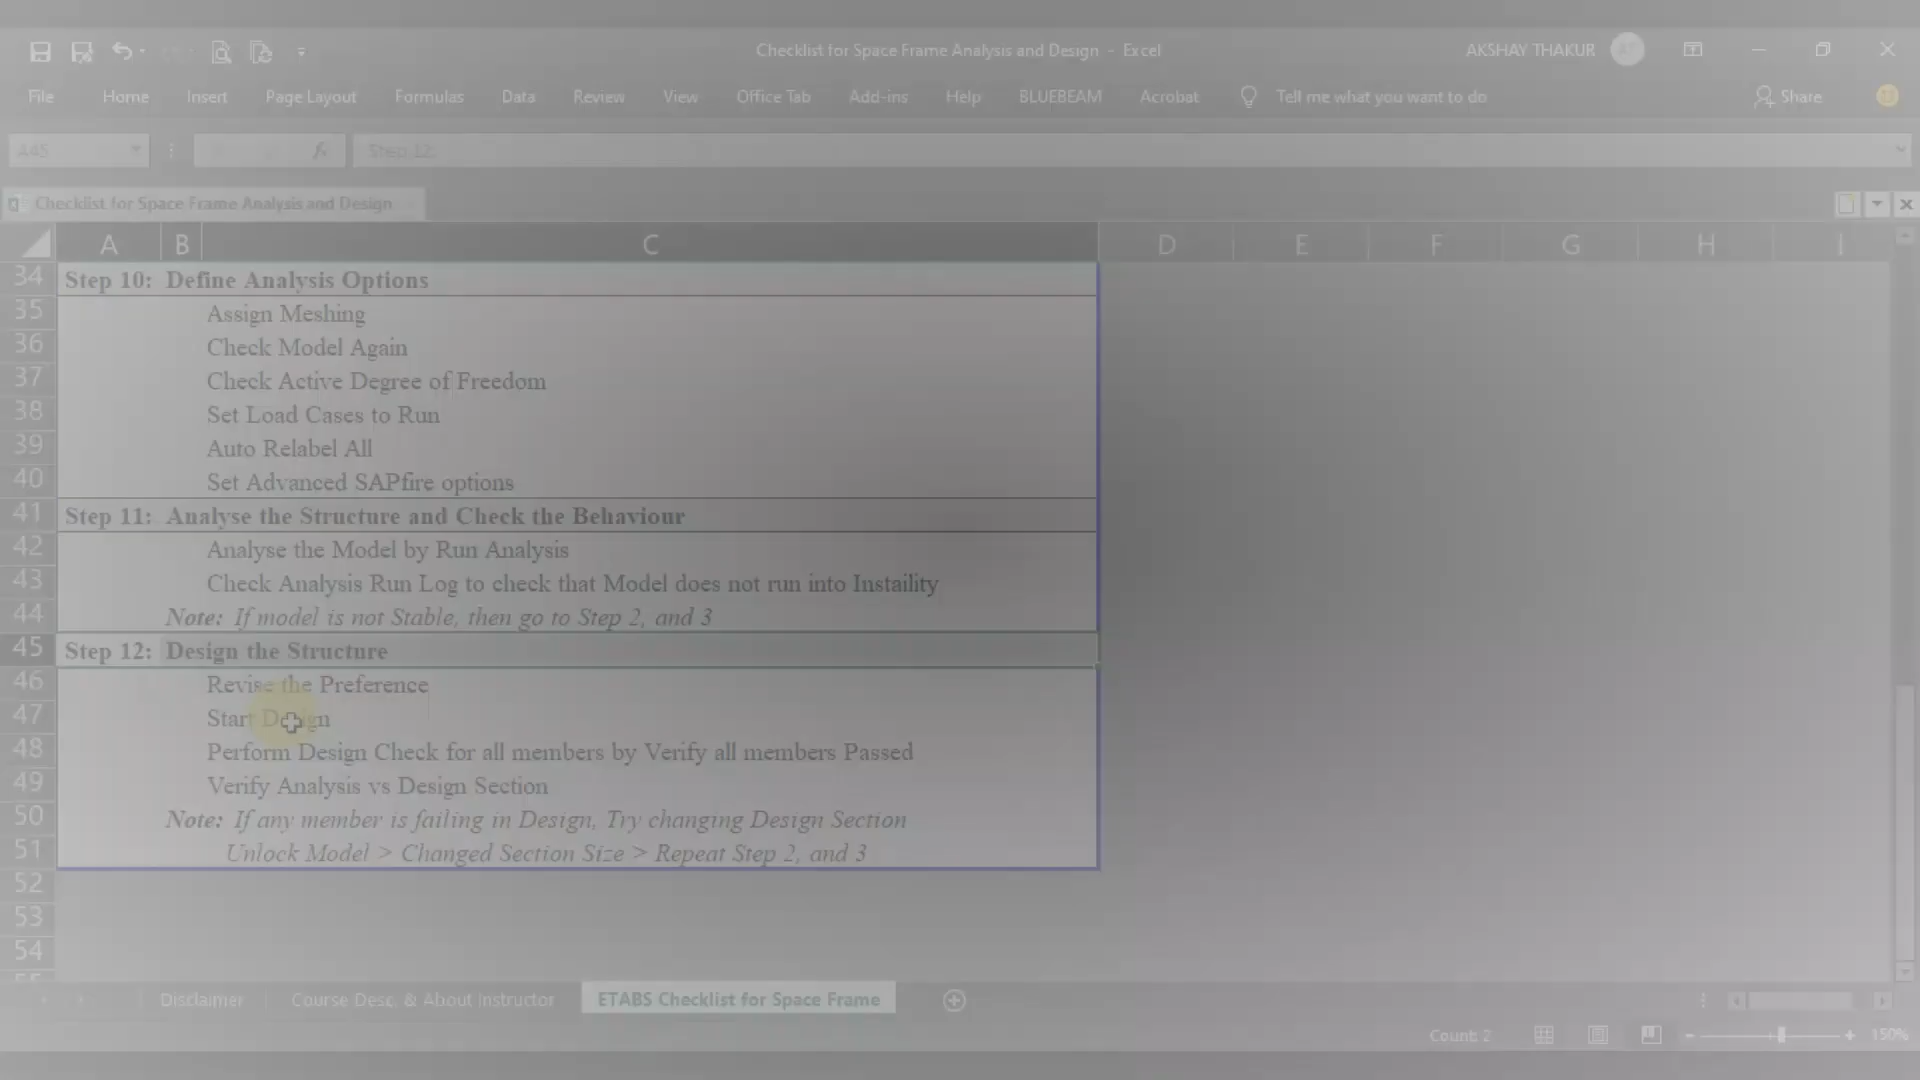 Checklist for Space Frame Analysis and Design - Excel
AKSHAY THAKUR
File Home Insert Page Layout Formulas Data Review View Office Tab Add-ins Help BLUEBEAM Acrobat Tell me what you want to do Share
A45 fx Step 12:
Checklist for Space Frame Analysis and Design
A B C D E F G H I
34 Step 10: Define Analysis Options
35 Assign Meshing
36 Check Model Again
37 Check Active Degree of Freedom
38 Set Load Cases to Run
39 Auto Relabel All
40 Set Advanced SAPfire options
41 Step 11: Analyse the Structure and Check the Behaviour
42 Analyse the Model by Run Analysis
43 Check Analysis Run Log to check that Model does not run into Instaility
44 Note: If model is not Stable, then go to Step 2, and 3
45 Step 12: Design the Structure
46 Revise the Preference
47 Start Design
48 Perform Design Check for all members by Verify all members Passed
49 Verify Analysis vs Design Section
50 Note: If any member is failing in Design, Try changing Design Section
51 Unlock Model > Changed Section Size > Repeat Step 2, and 3
52
53
54
Disclaimer Course Desc. & About Instructor ETABS Checklist for Space Frame
Count: 2 150%